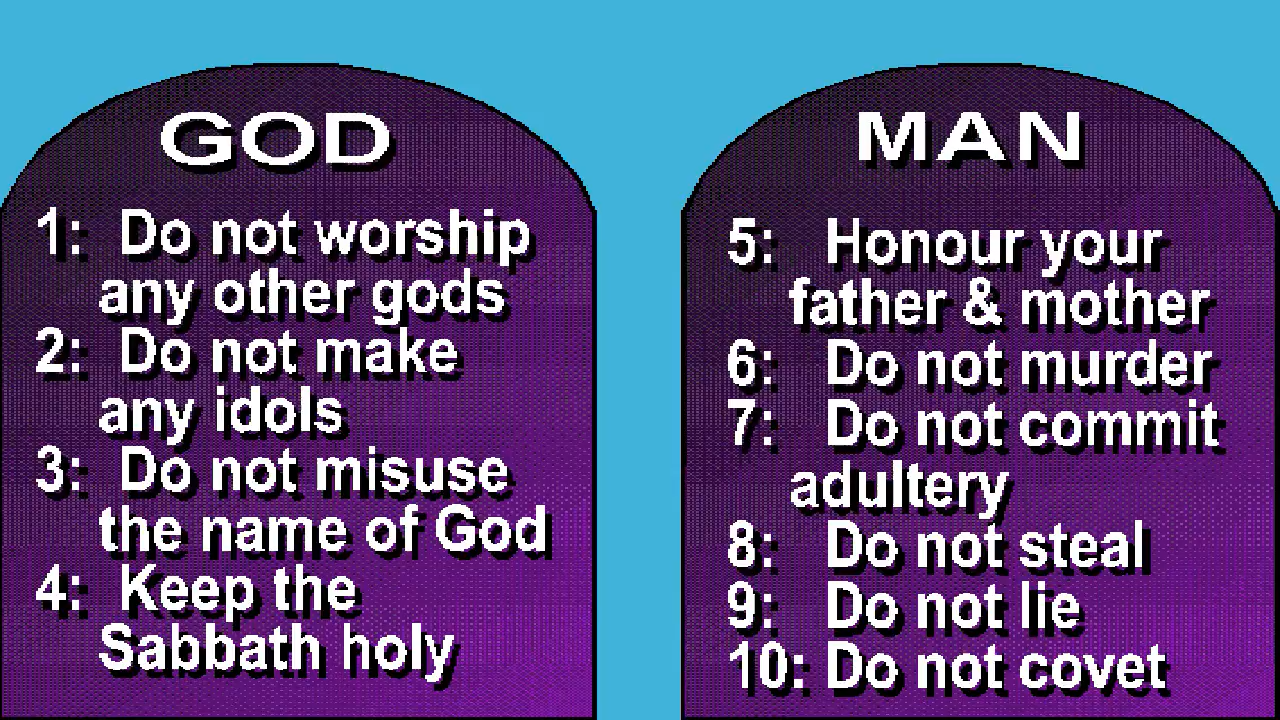 GOD
1: Do not worship
any other gods
2: Do not make
any idols
3: Do not misuse
the name of God
4: Keep the
Sabbath holy
MAN
5: Honour your
father & mother
6: Do not murder
7: Do not commit
adultery
8: Do not steal
9: Do not lie
10: Do not covet